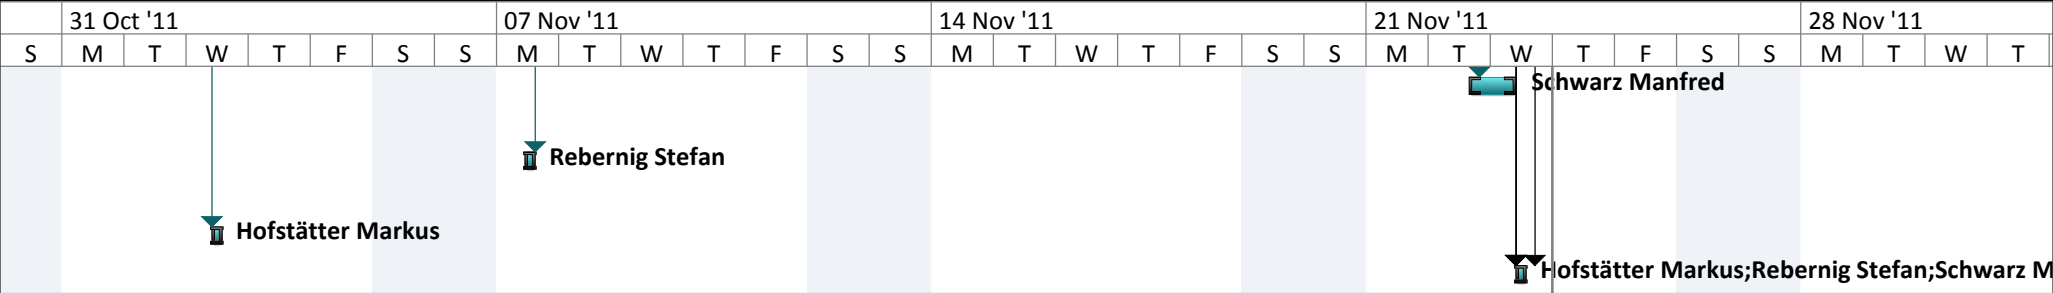 31 Oct '11 07 Nov '11 14 Nov '11 21 Nov '11 28 Nov '11
S M T W T F S S M T W T F S S M T W T F S S M T W T F S S M T W T
Schwarz Manfred
Rebernig Stefan
Hofstätter Markus
Hofstätter Markus;Rebernig Stefan;Schwarz M